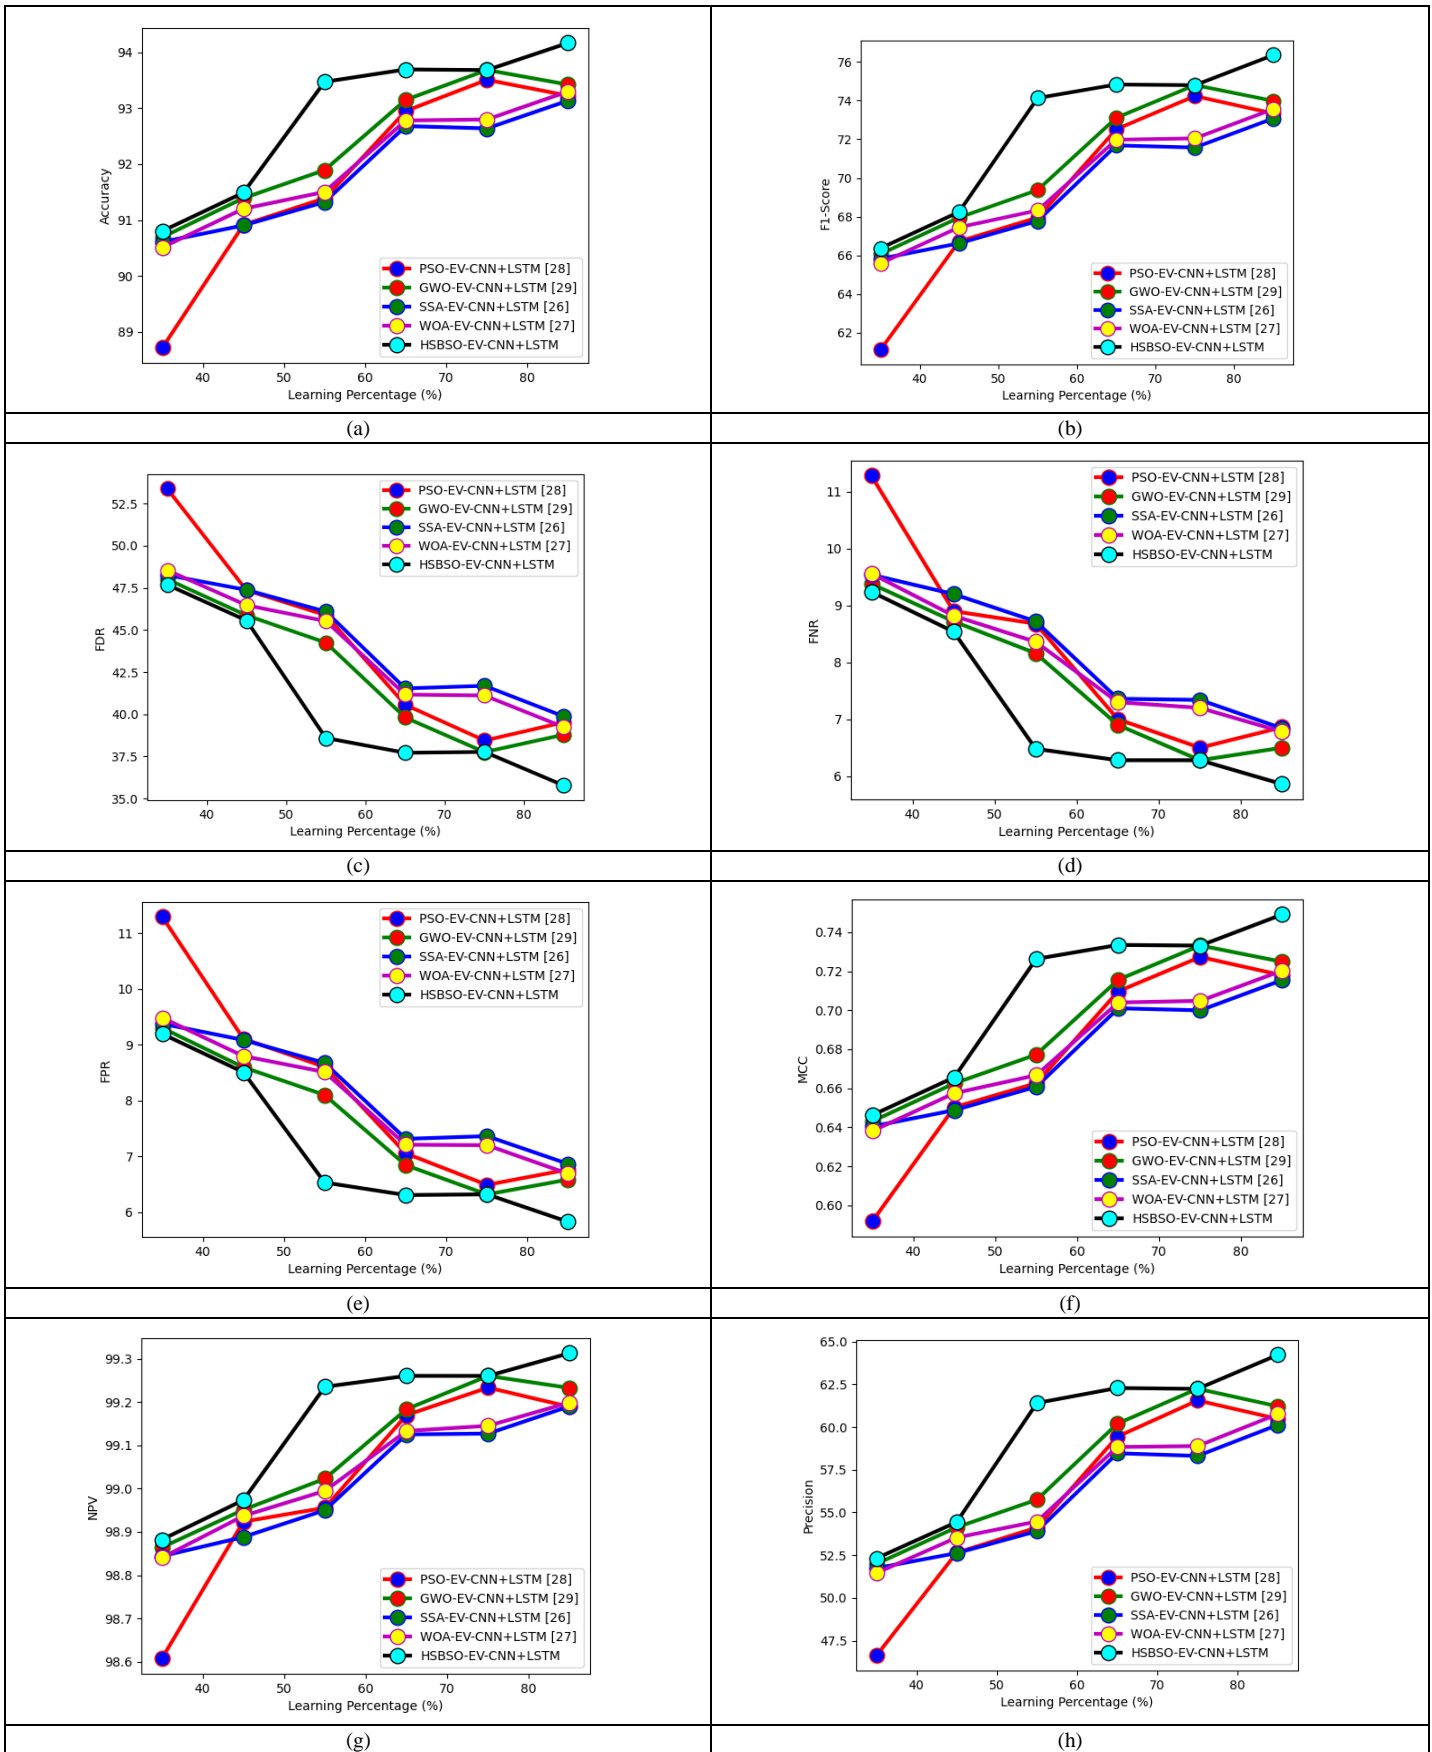 94
93
92
91
90
89
Accuracy
PSO-EV-CNN+LSTM [28]
GWO-EV-CNN+LSTM [29]
SSA-EV-CNN+LSTM [26]
WOA-EV-CNN+LSTM [27]
HSBSO-EV-CNN+LSTM
40 50 60 70 80
Learning Percentage (%)
(a)
76
74
72
70
68
66
64
62
F1-Score
PSO-EV-CNN+LSTM [28]
GWO-EV-CNN+LSTM [29]
SSA-EV-CNN+LSTM [26]
WOA-EV-CNN+LSTM [27]
HSBSO-EV-CNN+LSTM
40 50 60 70 80
Learning Percentage (%)
(b)
52.5
50.0
47.5
45.0
42.5
40.0
37.5
35.0
FDR
PSO-EV-CNN+LSTM [28]
GWO-EV-CNN+LSTM [29]
SSA-EV-CNN+LSTM [26]
WOA-EV-CNN+LSTM [27]
HSBSO-EV-CNN+LSTM
40 50 60 70 80
Learning Percentage (%)
(c)
11
10
9
8
7
6
FNR
PSO-EV-CNN+LSTM [28]
GWO-EV-CNN+LSTM [29]
SSA-EV-CNN+LSTM [26]
WOA-EV-CNN+LSTM [27]
HSBSO-EV-CNN+LSTM
40 50 60 70 80
Learning Percentage (%)
(d)
11
10
9
8
7
6
FPR
PSO-EV-CNN+LSTM [28]
GWO-EV-CNN+LSTM [29]
SSA-EV-CNN+LSTM [26]
WOA-EV-CNN+LSTM [27]
HSBSO-EV-CNN+LSTM
40 50 60 70 80
Learning Percentage (%)
(e)
0.74
0.72
0.70
0.68
0.66
0.64
0.62
0.60
MCC
PSO-EV-CNN+LSTM [28]
GWO-EV-CNN+LSTM [29]
SSA-EV-CNN+LSTM [26]
WOA-EV-CNN+LSTM [27]
HSBSO-EV-CNN+LSTM
40 50 60 70 80
Learning Percentage (%)
(f)
99.3
99.2
99.1
99.0
98.9
98.8
98.7
98.6
NPV
PSO-EV-CNN+LSTM [28]
GWO-EV-CNN+LSTM [29]
SSA-EV-CNN+LSTM [26]
WOA-EV-CNN+LSTM [27]
HSBSO-EV-CNN+LSTM
40 50 60 70 80
Learning Percentage (%)
(g)
65.0
62.5
60.0
57.5
55.0
52.5
50.0
47.5
Precision
PSO-EV-CNN+LSTM [28]
GWO-EV-CNN+LSTM [29]
SSA-EV-CNN+LSTM [26]
WOA-EV-CNN+LSTM [27]
HSBSO-EV-CNN+LSTM
40 50 60 70 80
Learning Percentage (%)
(h)